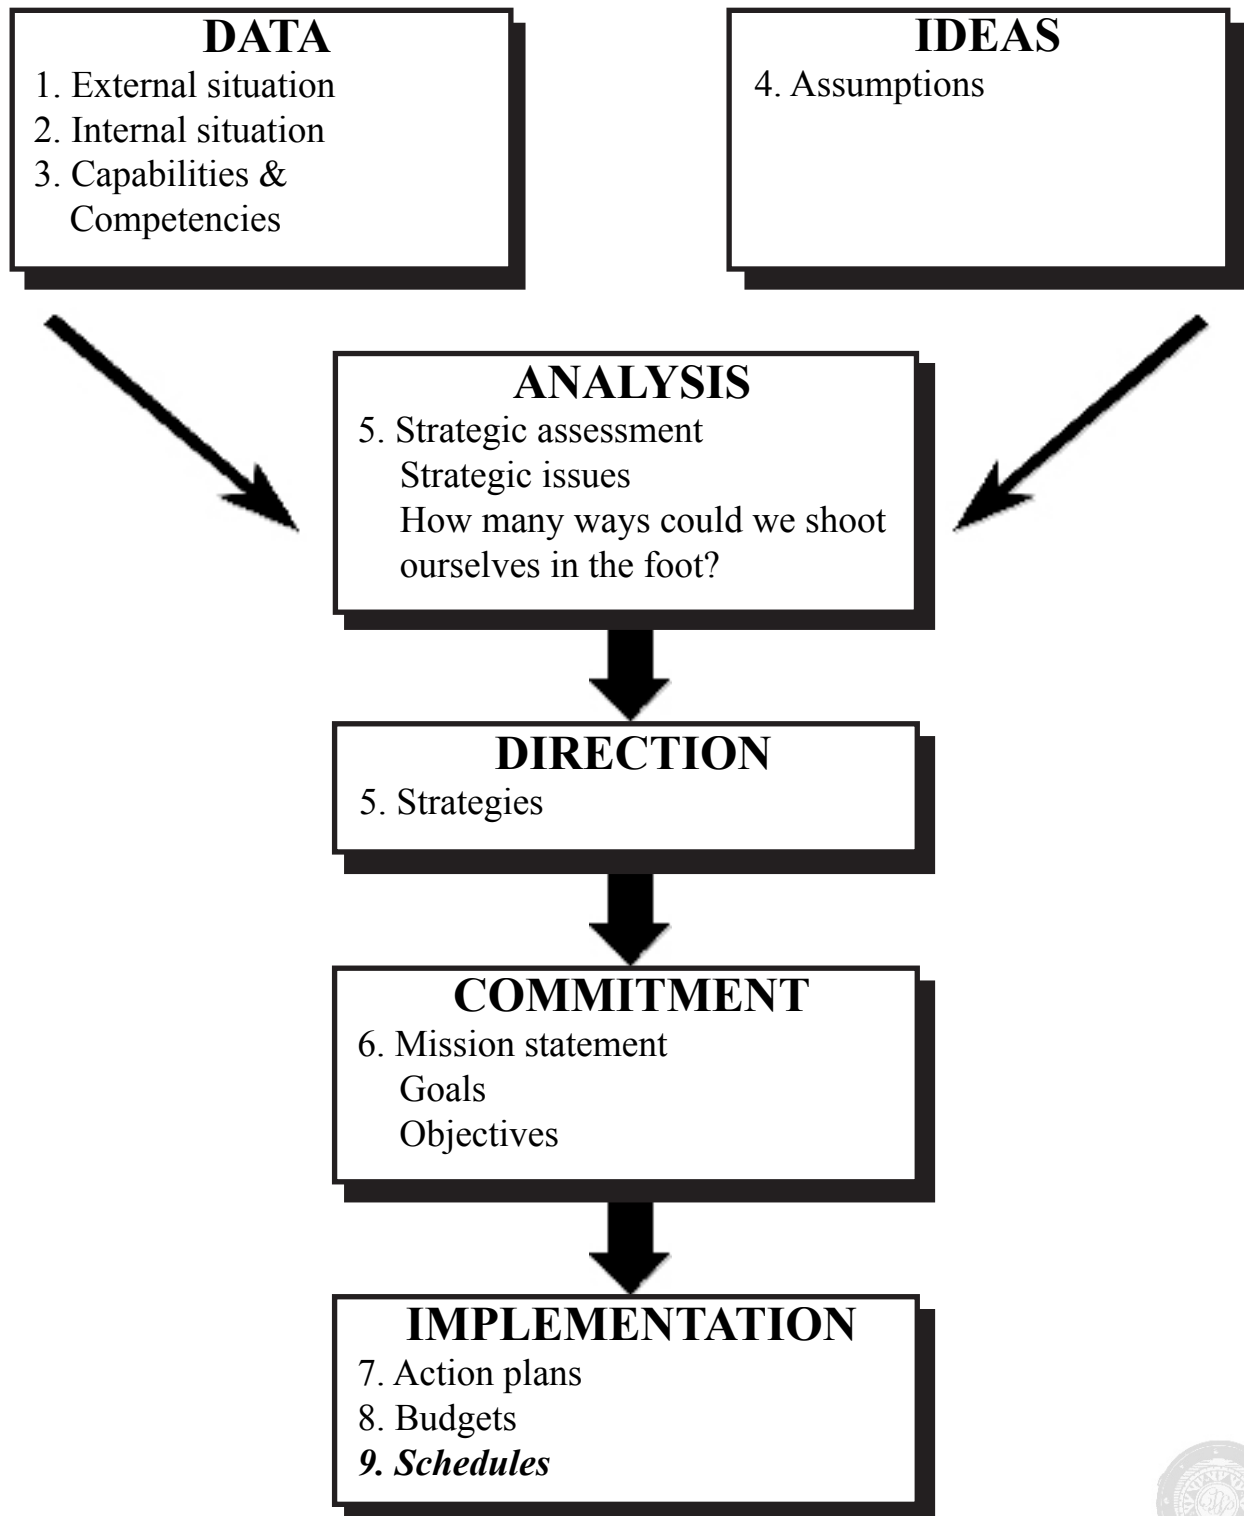 DATA
1. External situation
2. Internal situation
3. Capabilities &
Competencies
IDEAS
4. Assumptions
ANALYSIS
5. Strategic assessment
Strategic issues
How many ways could we shoot
ourselves in the foot?
DIRECTION
5. Strategies
COMMITMENT
6. Mission statement
Goals
Objectives
IMPLEMENTATION
7. Action plans
8. Budgets
9. Schedules